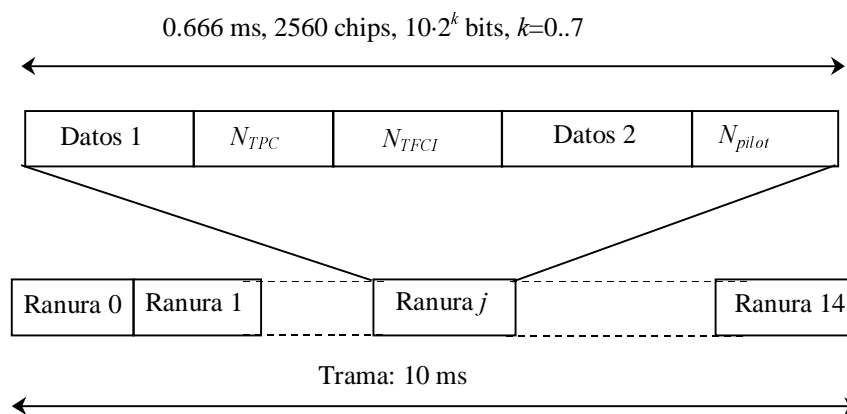 0.666 ms, 2560 chips, 10·2^k bits, k=0..7
Datos 1 N_TPC N_TFCI Datos 2 N_pilot
Ranura 0 Ranura 1 Ranura j Ranura 14
Trama: 10 ms